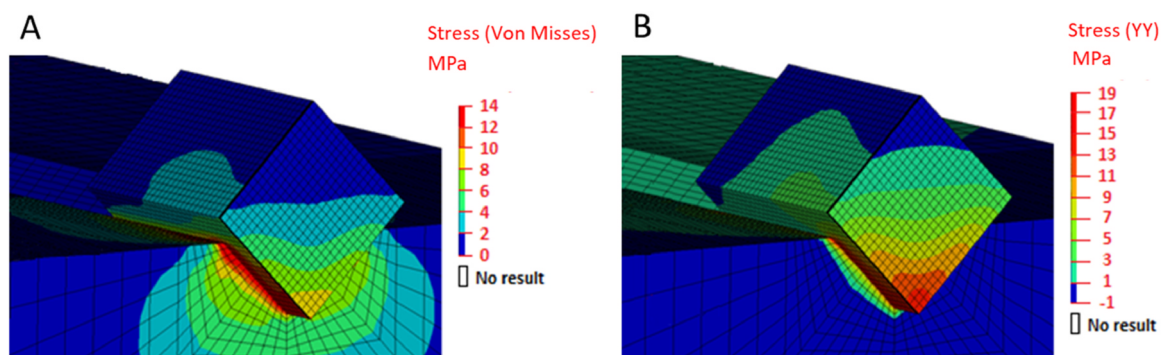 A
Stress (Von Misses)
MPa
14
12
10
8
6
4
2
0
No result
B
Stress (YY)
MPa
19
17
15
13
11
9
7
5
3
1
-1
No result